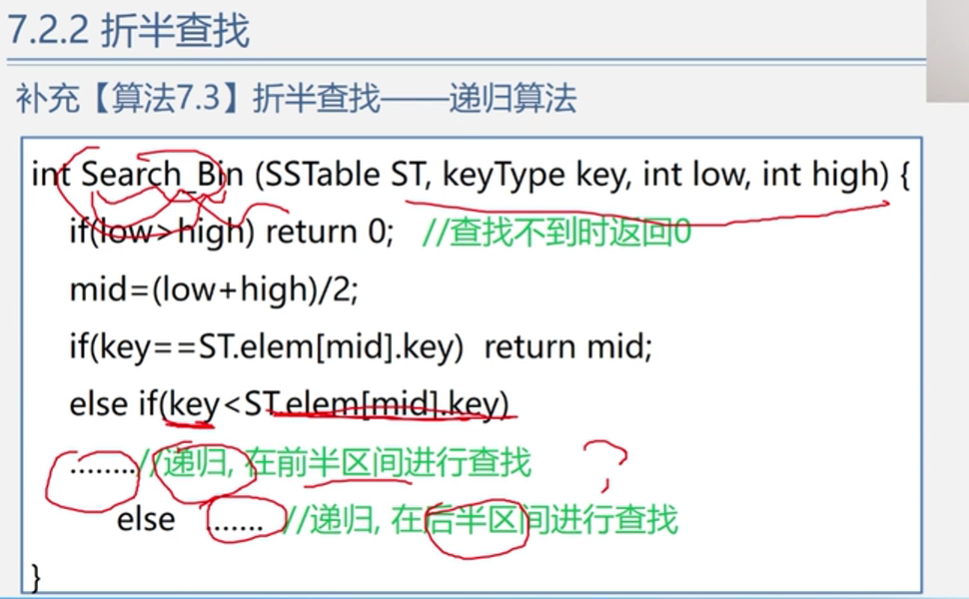 7.2.2 折半查找
补充【算法7.3】折半查找——递归算法
int Search_Bin (SSTable ST, keyType key, int low, int high) {
if(low>high) return 0; //查找不到时返回0
mid=(low+high)/2;
if(key==ST.elem[mid].key) return mid;
else if(key<ST.elem[mid].key)
........//递归, 在前半区间进行查找
else ....... //递归, 在后半区间进行查找
}
?